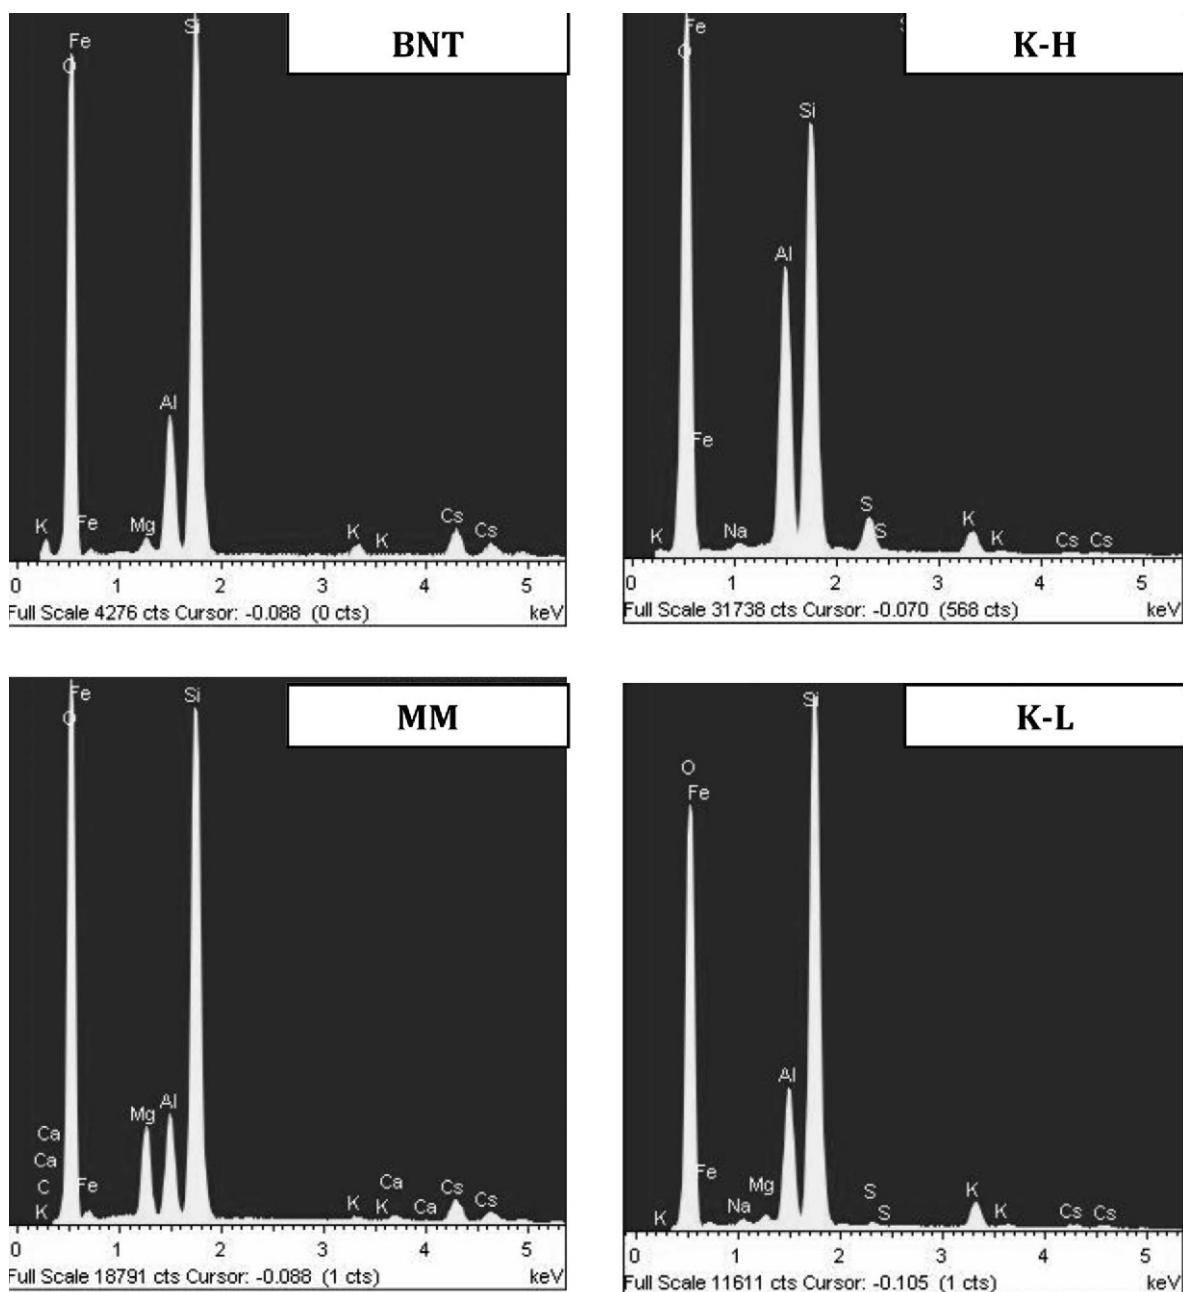 BNT
Fe
Si
O
Al
K
Fe
Mg
K
K
Cs
Cs
0 1 2 3 4 5
Full Scale 4276 cts Cursor: -0.088 (0 cts) keV
K-H
Fe
O
Si
Al
Fe
K
Na
S
S
K
K
Cs
Cs
0 1 2 3 4 5
Full Scale 31738 cts Cursor: -0.070 (568 cts) keV
MM
Fe
Si
O
Ca
Ca
C
K
Fe
Mg
Al
K
K
Ca
Ca
Cs
Cs
0 1 2 3 4 5
Full Scale 18791 cts Cursor: -0.088 (1 cts) keV
K-L
Si
O
Fe
Al
Fe
K
Na
Mg
S
S
K
K
Cs
Cs
0 1 2 3 4 5
Full Scale 11611 cts Cursor: -0.105 (1 cts) keV